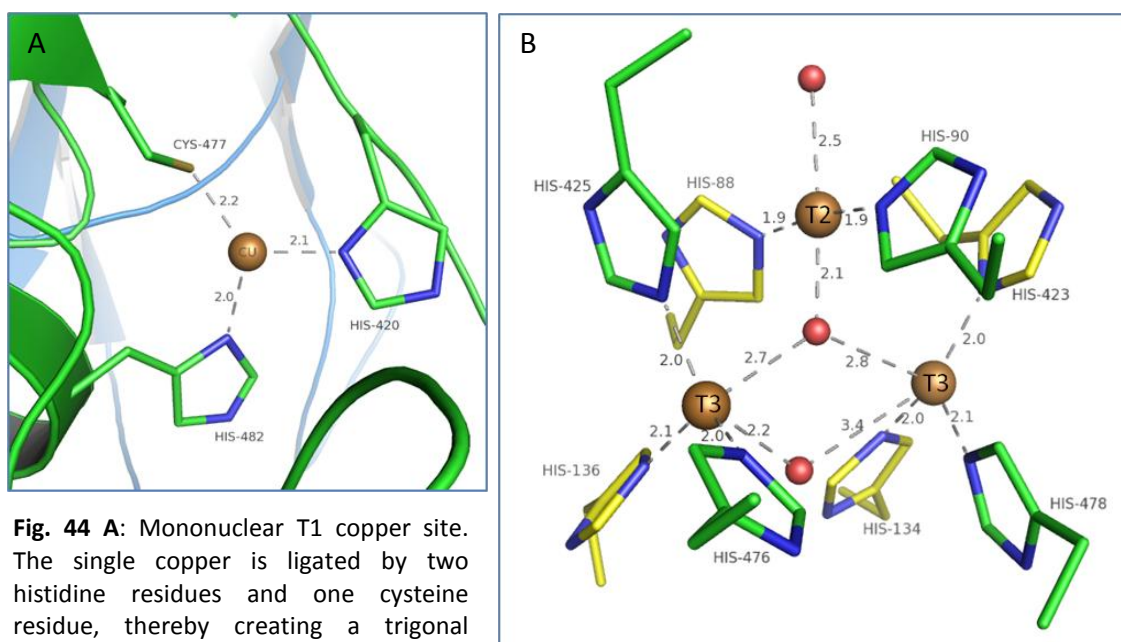 A
CYS-477
2.2
CU
2.1
HIS-420
2.0
HIS-482
B
2.5
HIS-90
HIS-425
HIS-88
T2
1.9
1.9
2.1
HIS-423
2.0
2.0
2.7
2.8
T3
T3
2.1
2.0
2.2
3.4
2.0
2.1
HIS-136
HIS-476
HIS-134
HIS-478
Fig. 44 A: Mononuclear T1 copper site.
The single copper is ligated by two
histidine residues and one cysteine
residue, thereby creating a trigonal